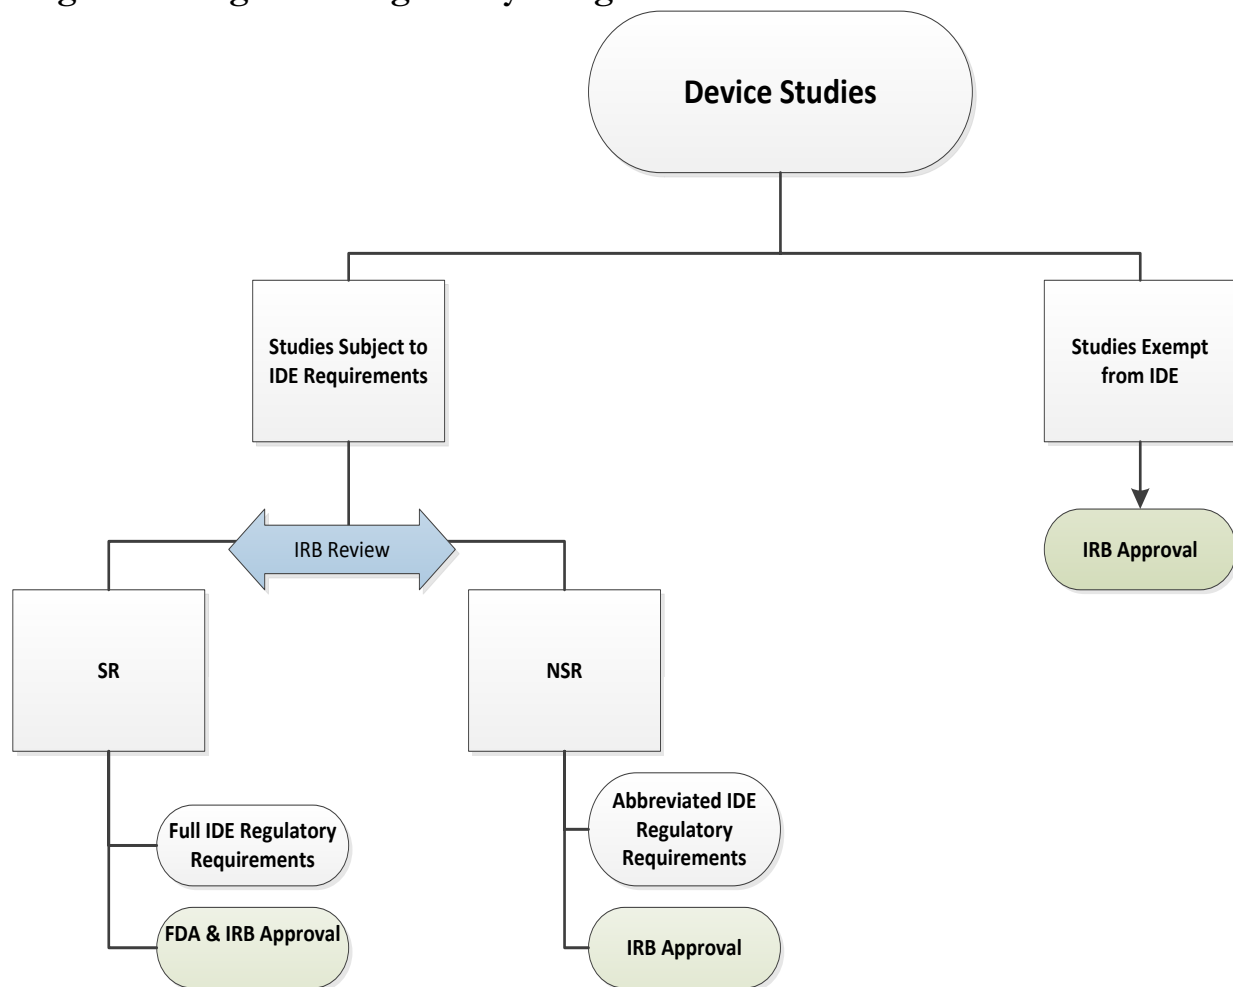 Device Studies
Studies Subject to
IDE Requirements
Studies Exempt
from IDE
IRB Review
IRB Approval
SR
NSR
Full IDE Regulatory
Requirements
Abbreviated IDE
Regulatory
Requirements
FDA & IRB Approval
IRB Approval